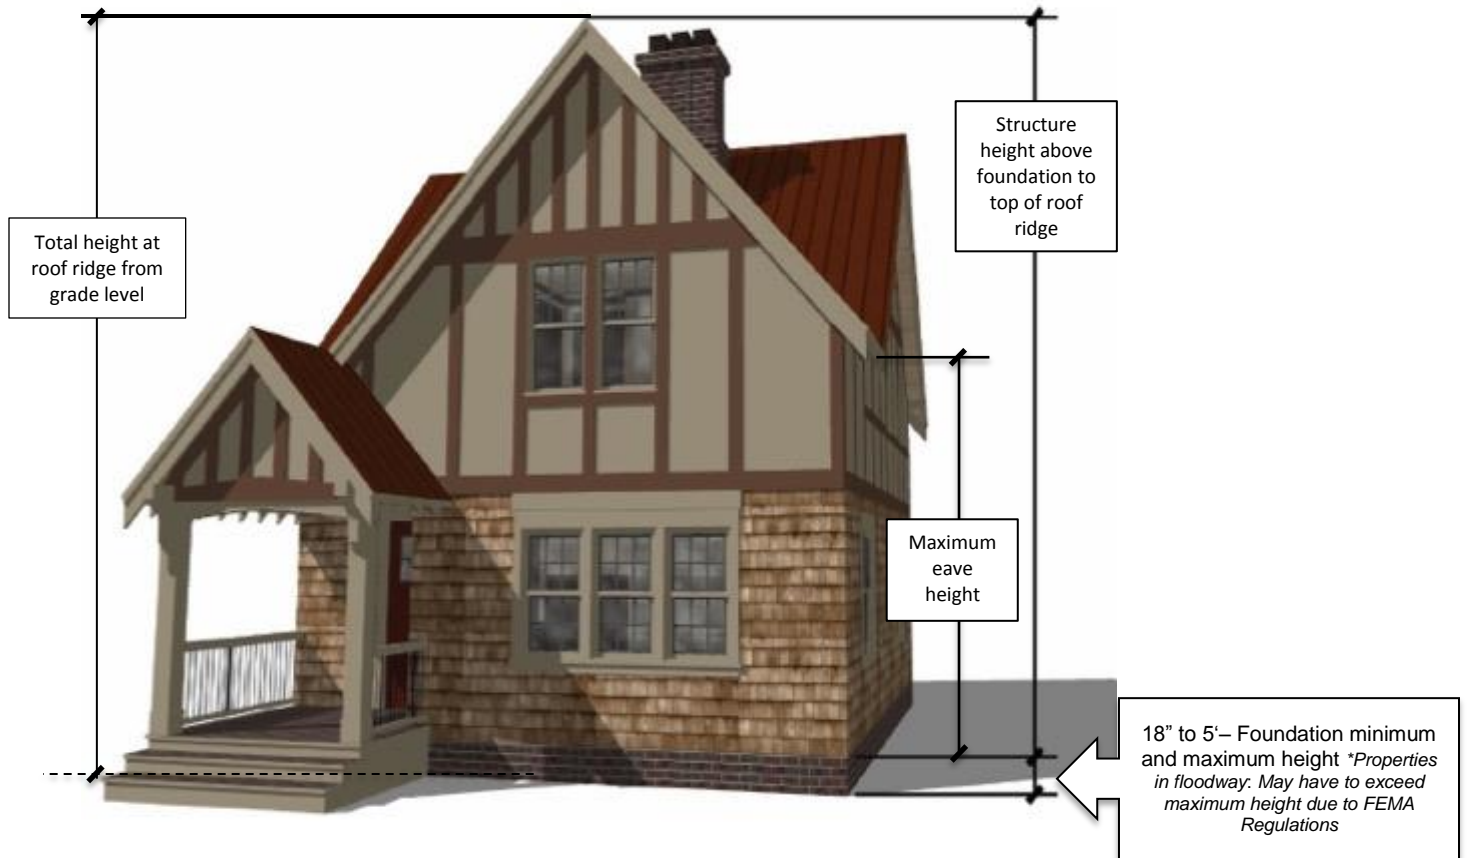 Structure
height above
foundation to
top of roof
ridge
Total height at
roof ridge from
grade level
Maximum
eave
height
18” to 5‘– Foundation minimum
and maximum height *Properties
in floodway: May have to exceed
maximum height due to FEMA
Regulations